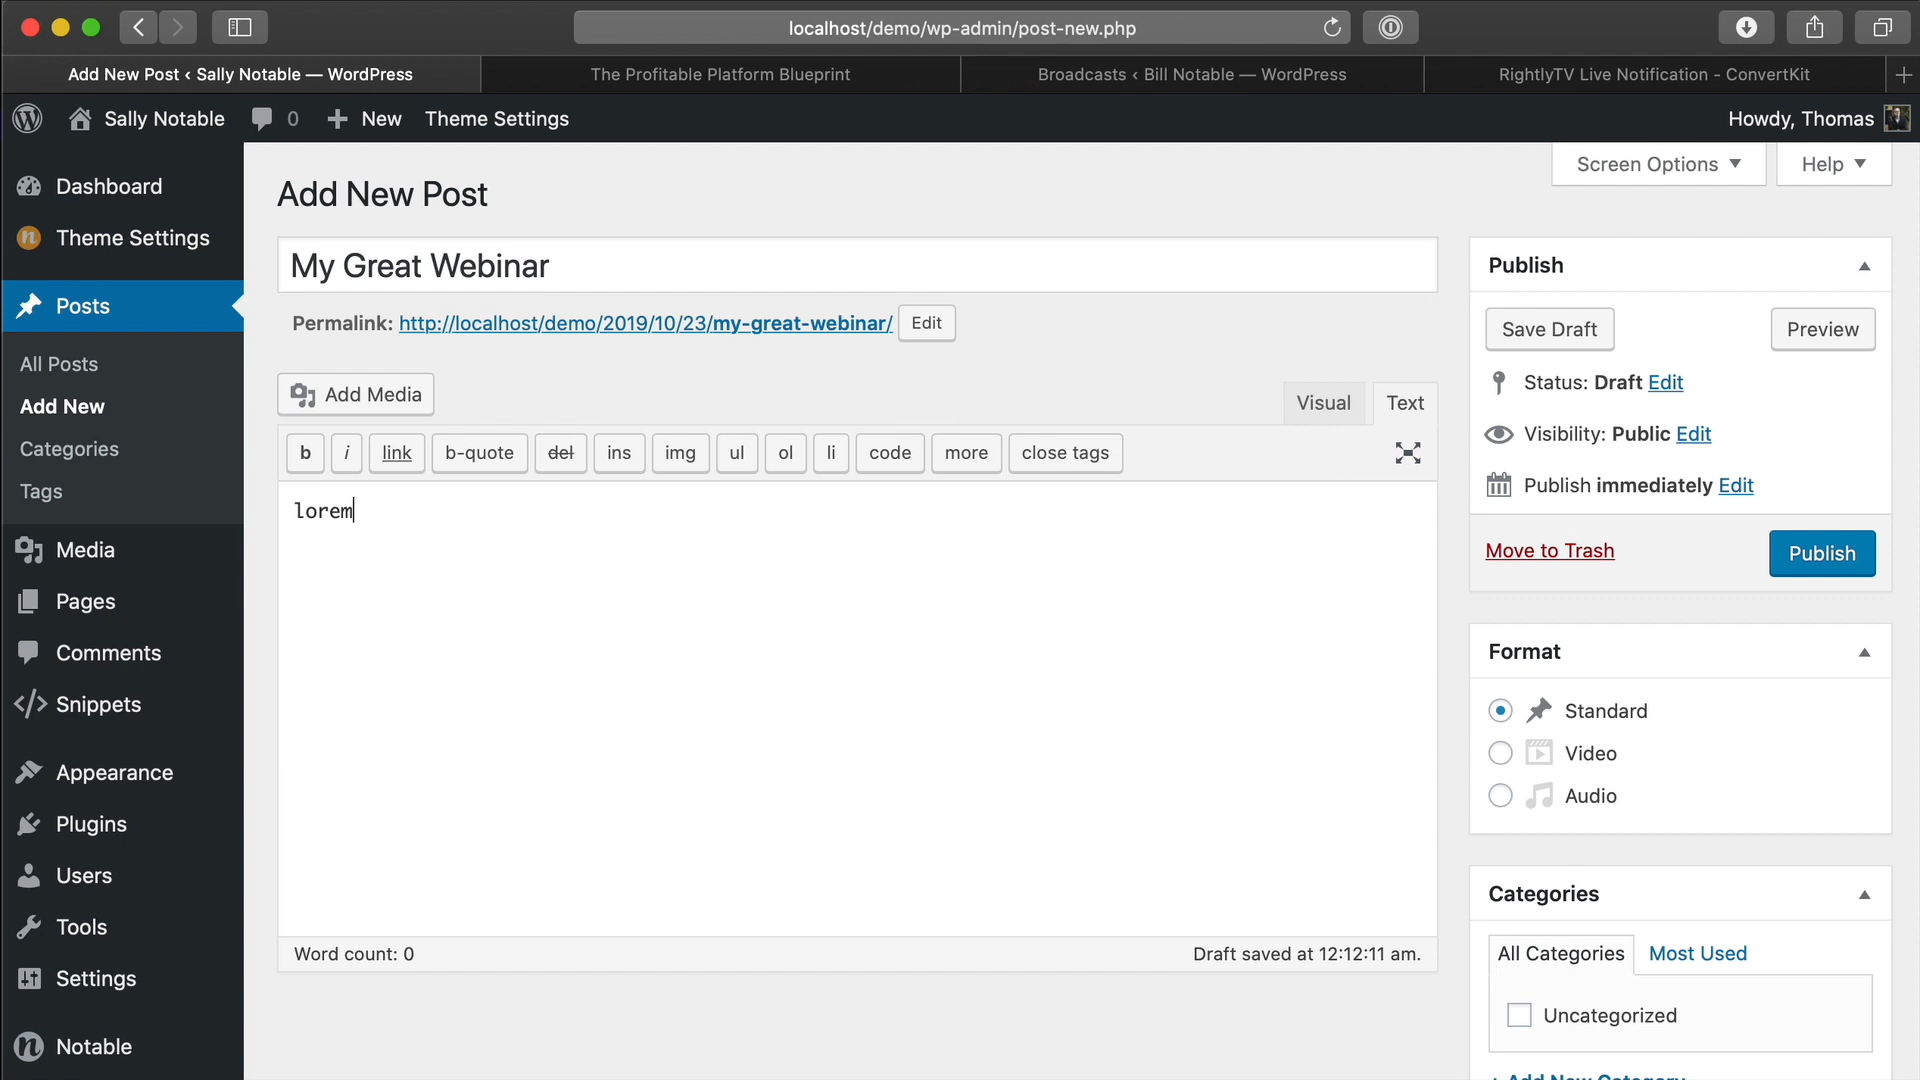 localhost/demo/wp-admin/post-new.php
Add New Post ‹ Sally Notable — WordPress
The Profitable Platform Blueprint
Broadcasts ‹ Bill Notable — WordPress
RightlyTV Live Notification - ConvertKit
Sally Notable
0
New
Theme Settings
Howdy, Thomas
Screen Options
Help
Dashboard
Theme Settings
Posts
All Posts
Add New
Categories
Tags
Media
Pages
Comments
Snippets
Appearance
Plugins
Users
Tools
Settings
Notable
Add New Post
My Great Webinar
Permalink: http://localhost/demo/2019/10/23/my-great-webinar/ Edit
Add Media
Visual
Text
b i link b-quote del ins img ul ol li code more close tags
lorem
Word count: 0
Draft saved at 12:12:11 am.
Publish
Save Draft
Preview
Status: Draft Edit
Visibility: Public Edit
Publish immediately Edit
Move to Trash
Publish
Format
Standard
Video
Audio
Categories
All Categories
Most Used
Uncategorized
+ Add New Category